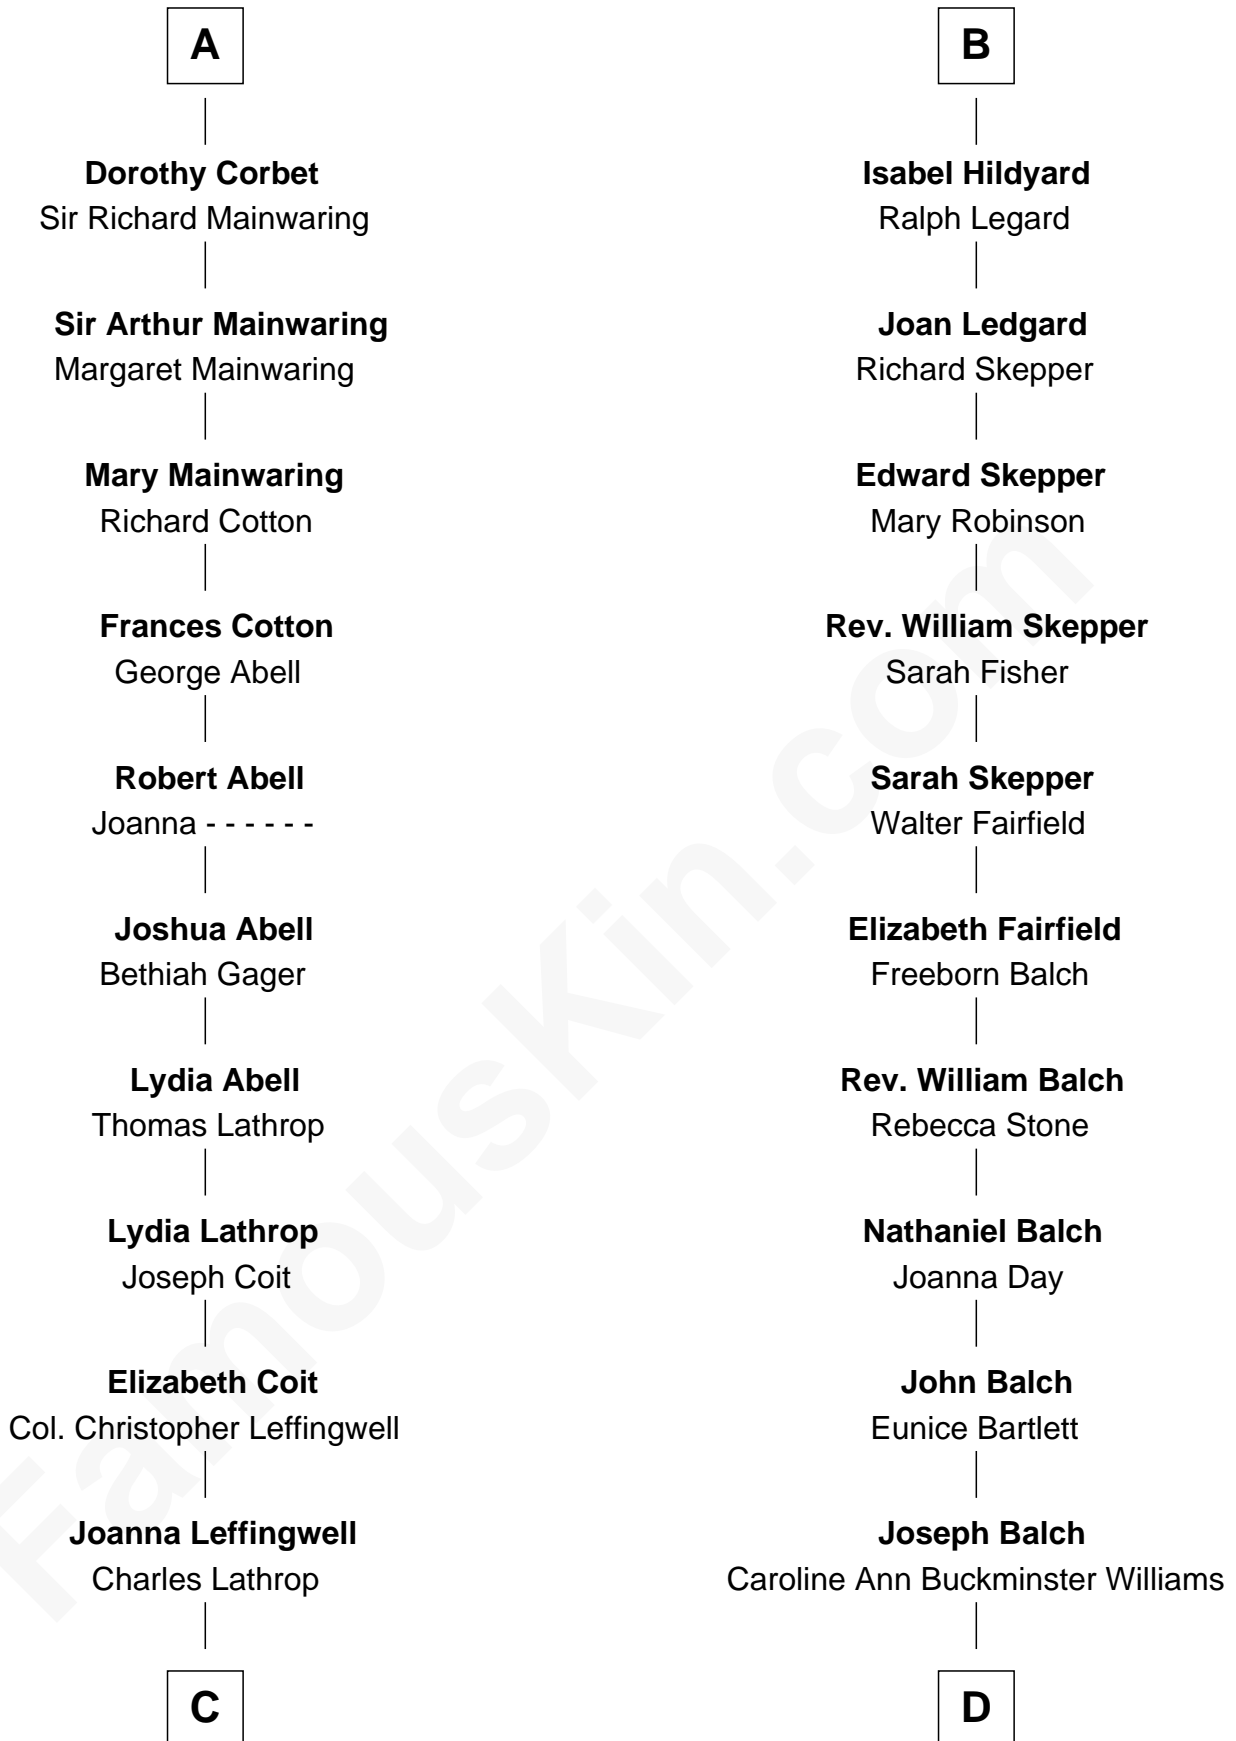 A
Dorothy Corbet
Sir Richard Mainwaring
Sir Arthur Mainwaring
Margaret Mainwaring
Mary Mainwaring
Richard Cotton
Frances Cotton
George Abell
Robert Abell
Joanna - - - - - -
Joshua Abell
Bethiah Gager
Lydia Abell
Thomas Lathrop
Lydia Lathrop
Joseph Coit
Elizabeth Coit
Col. Christopher Leffingwell
Joanna Leffingwell
Charles Lathrop
C
B
Isabel Hildyard
Ralph Legard
Joan Ledgard
Richard Skepper
Edward Skepper
Mary Robinson
Rev. William Skepper
Sarah Fisher
Sarah Skepper
Walter Fairfield
Elizabeth Fairfield
Freeborn Balch
Rev. William Balch
Rebecca Stone
Nathaniel Balch
Joanna Day
John Balch
Eunice Bartlett
Joseph Balch
Caroline Ann Buckminster Williams
D
FamousKin.com